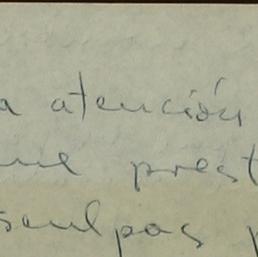 a atención
me prest
sculpas p